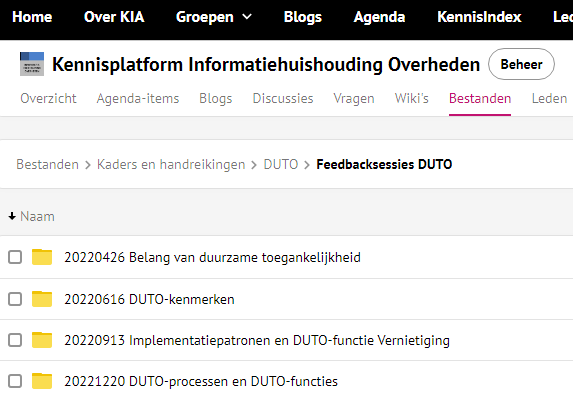 Home Over KIA Groepen Blogs Agenda KennisIndex
Kennisplatform Informatiehuishouding Overheden Beheer
Overzicht Agenda-items Blogs Discussies Vragen Wiki's Bestanden Leden
Bestanden > Kaders en handreikingen > DUTO > Feedbacksessies DUTO
Naam
20220426 Belang van duurzame toegankelijkheid
20220616 DUTO-kenmerken
20220913 Implementatiepatronen en DUTO-functie Vernietiging
20221220 DUTO-processen en DUTO-functies